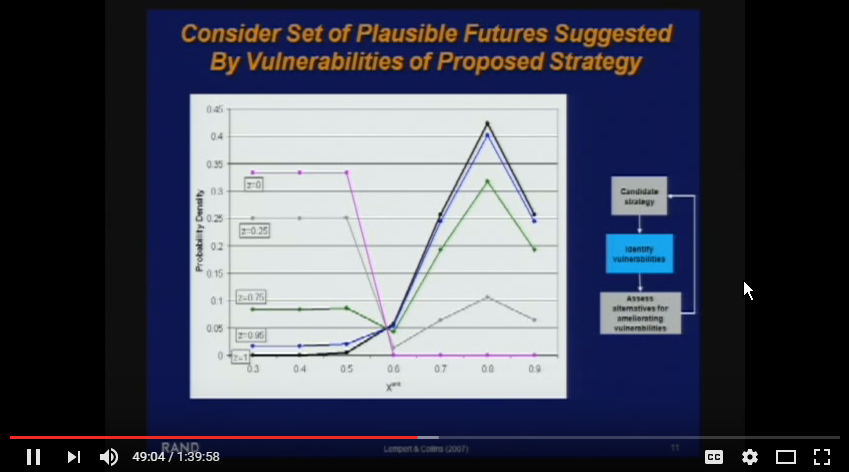 Consider Set of Plausible Futures Suggested
By Vulnerabilities of Proposed Strategy
Probability Density
0.45
0.4
0.35
0.3
0.25
0.2
0.15
0.1
0.05
0
z=0
z=0.25
z=0.75
z=0.95
z=1
0.3 0.4 0.5 0.6 0.7 0.8 0.9
Candidate
strategy
Identify
vulnerabilities
Assess
alternatives for
ameliorating
vulnerabilities
RAND
Lempert & Collins (2007)
11
49:04 / 1:39:58
CC